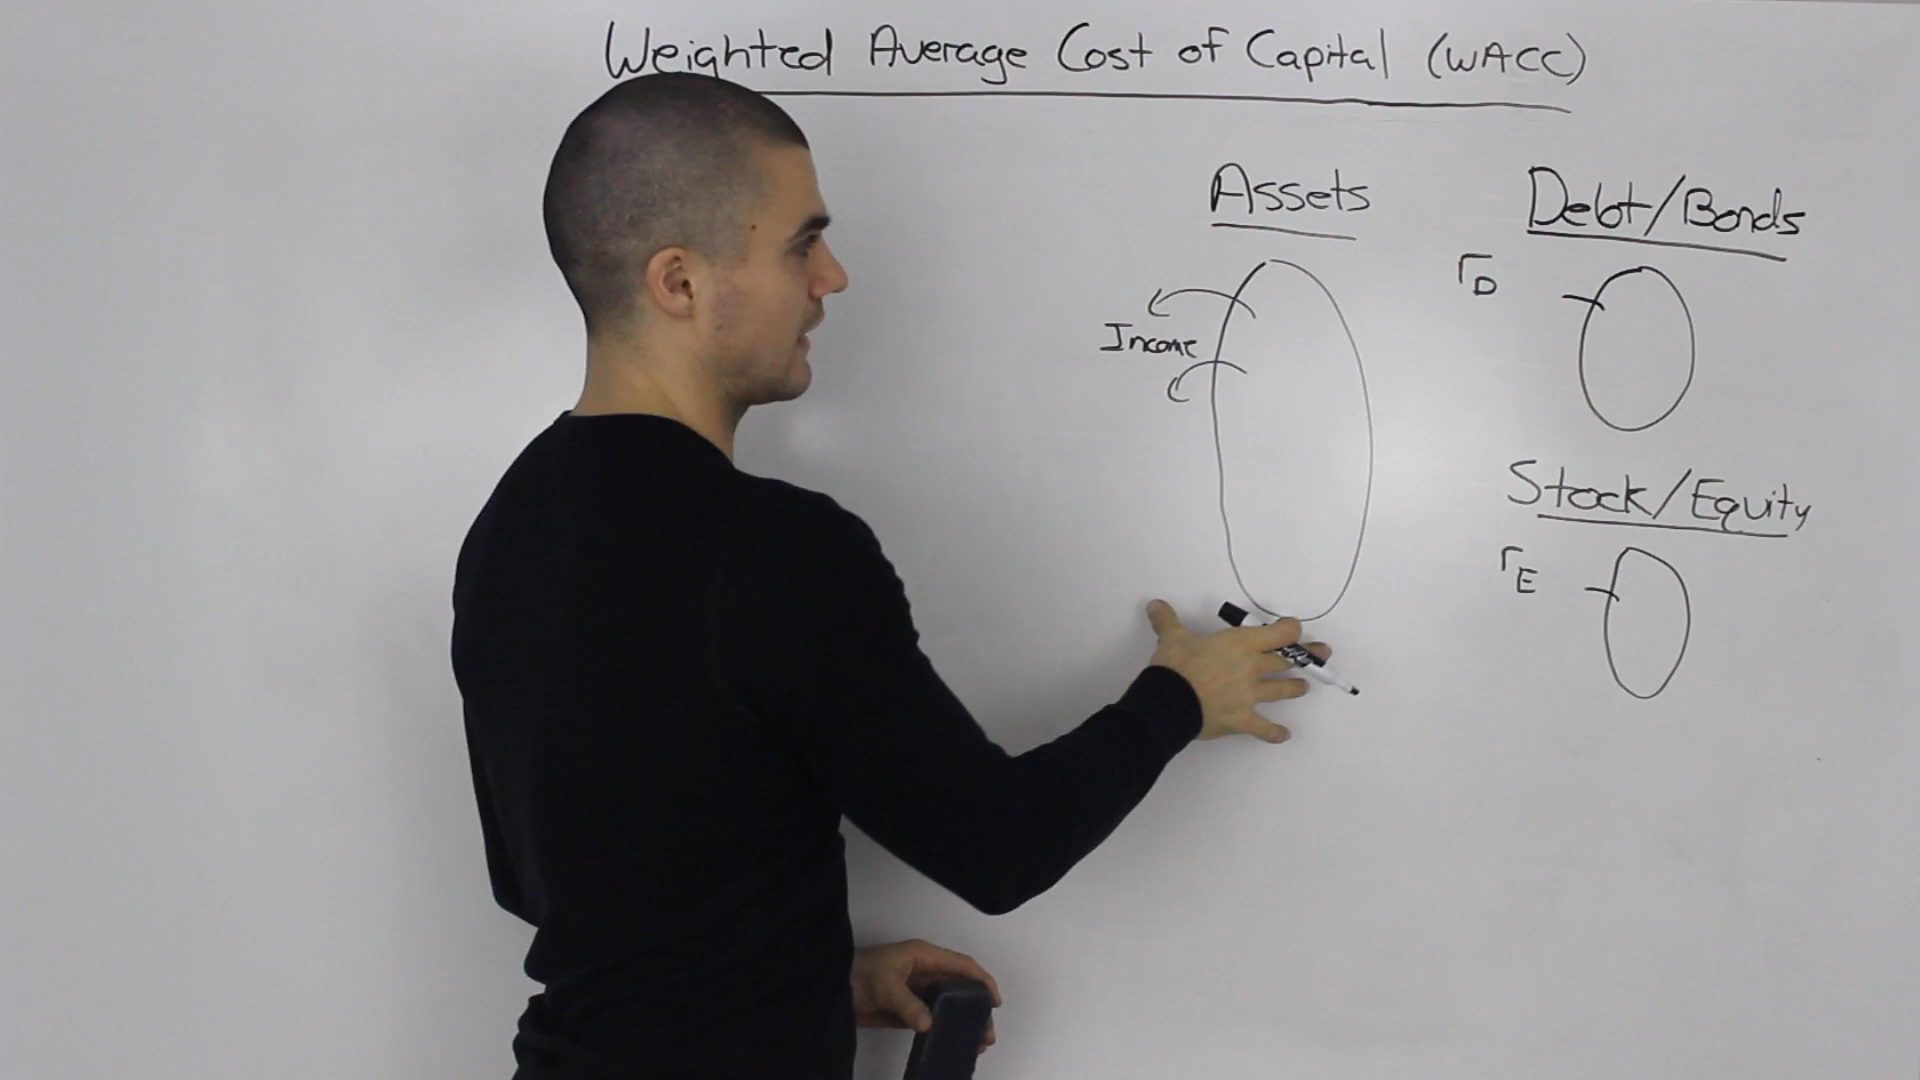 Weighted Average Cost of Capital (WACC)
Assets
Debt/Bonds
rD
Income
Stock/Equity
rE